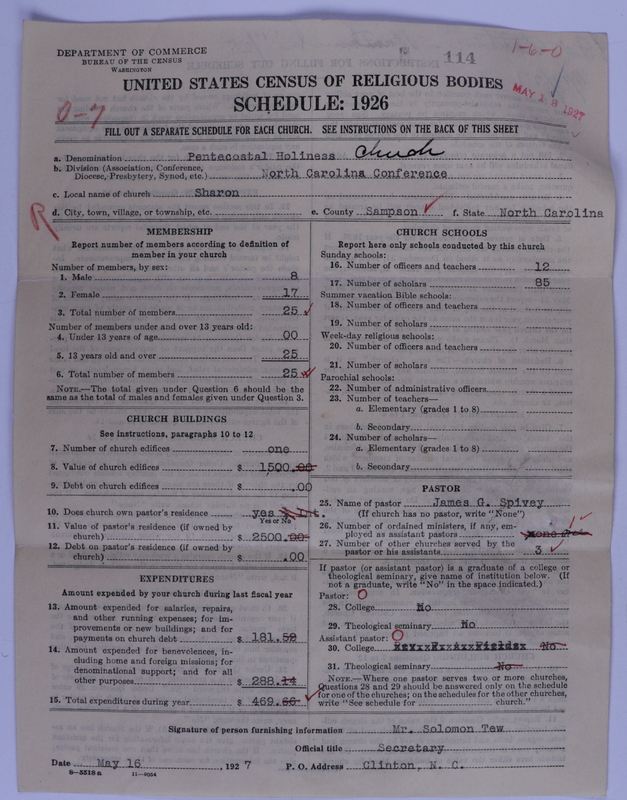 DEPARTMENT OF COMMERCE
BUREAU OF THE CENSUS
WASHINGTON
114
1-6-0
MAY 18 1927
0-7
UNITED STATES CENSUS OF RELIGIOUS BODIES
SCHEDULE: 1926
FILL OUT A SEPARATE SCHEDULE FOR EACH CHURCH. SEE INSTRUCTIONS ON THE BACK OF THIS SHEET
a. Denomination Pentecostal Holiness Church
b. Division (Association, Conference,
Diocese, Presbytery, Synod, etc.) North Carolina Conference
c. Local name of church Sharon
R
d. City, town, village, or township, etc. e. County Sampson f. State North Carolina
MEMBERSHIP
Report number of members according to definition of
member in your church
Number of members, by sex:
1. Male 8
2. Female 17
3. Total number of members 25
Number of members under and over 13 years old:
4. Under 13 years of age 00
5. 13 years old and over 25
6. Total number of members 25
NOTE.—The total given under Question 6 should be the
same as the total of males and females given under Question 3.
CHURCH BUILDINGS
See instructions, paragraphs 10 to 12
7. Number of church edifices one
8. Value of church edifices $ 1500.00
9. Debt on church edifices $ .00
10. Does church own pastor's residence yes Int.
Yes or No
11. Value of pastor's residence (if owned by
church) $ 2500.00
12. Debt on pastor's residence (if owned by
church) $ .00
EXPENDITURES
Amount expended by your church during last fiscal year
13. Amount expended for salaries, repairs,
and other running expenses; for im-
provements or new buildings; and for
payments on church debt $ 181.52
14. Amount expended for benevolences, in-
cluding home and foreign missions; for
denominational support; and for all
other purposes $ 288.14
15. Total expenditures during year $ 469.66
CHURCH SCHOOLS
Report here only schools conducted by this church
Sunday schools:
16. Number of officers and teachers 12
17. Number of scholars 85
Summer vacation Bible schools:
18. Number of officers and teachers
19. Number of scholars
Week-day religious schools:
20. Number of officers and teachers
21. Number of scholars
Parochial schools:
22. Number of administrative officers
23. Number of teachers—
a. Elementary (grades 1 to 8)
b. Secondary
24. Number of scholars—
a. Elementary (grades 1 to 8)
b. Secondary
PASTOR
25. Name of pastor James G. Spivey
(If church has no pastor, write "None")
26. Number of ordained ministers, if any, em-
ployed as assistant pastors
27. Number of other churches served by the
pastor or his assistants 3
If pastor (or assistant pastor) is a graduate of a college or
theological seminary, give name of institution below. (If
not a graduate, write "No" in the space indicated.)
Pastor: O
28. College No
29. Theological seminary No
Assistant pastor: O
30. College No
31. Theological seminary No
NOTE.—Where one pastor serves two or more churches,
Questions 28 and 29 should be answered only on the schedule
for one of the churches; on the schedules for the other churches,
write "See schedule for church."
Signature of person furnishing information Mr. Solomon Tew
Official title Secretary
Date May 16, 1927 P. O. Address Clinton, N. C.
8-5518a 11-9054